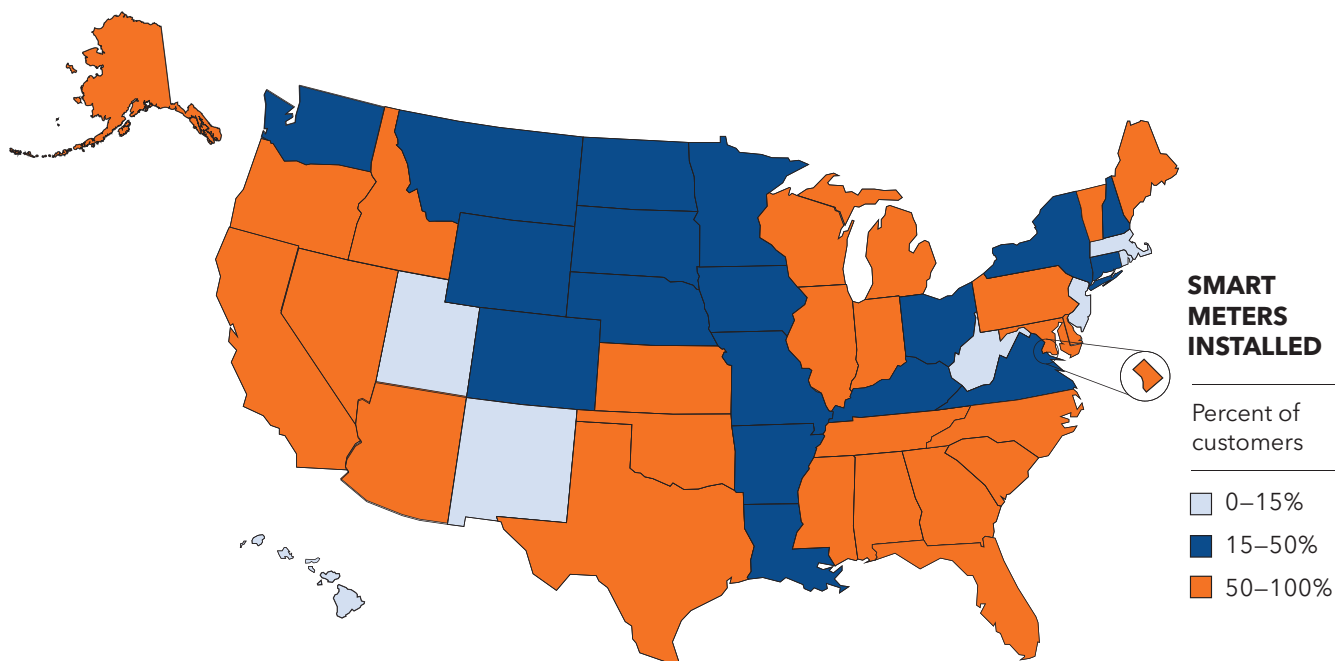 SMART
METERS
INSTALLED
Percent of
customers
0–15%
15–50%
50–100%